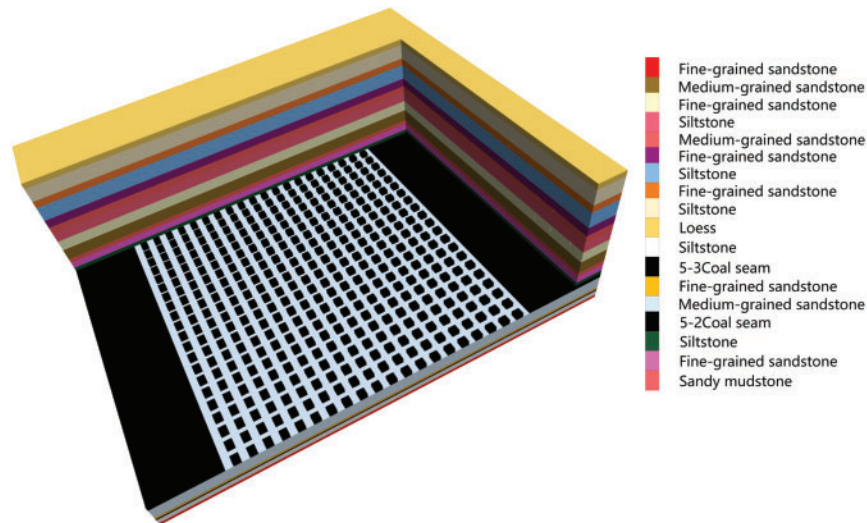 Fine-grained sandstone
Medium-grained sandstone
Fine-grained sandstone
Siltstone
Medium-grained sandstone
Fine-grained sandstone
Siltstone
Fine-grained sandstone
Siltstone
Loess
Siltstone
5-3Coal seam
Fine-grained sandstone
Medium-grained sandstone
5-2Coal seam
Siltstone
Fine-grained sandstone
Sandy mudstone